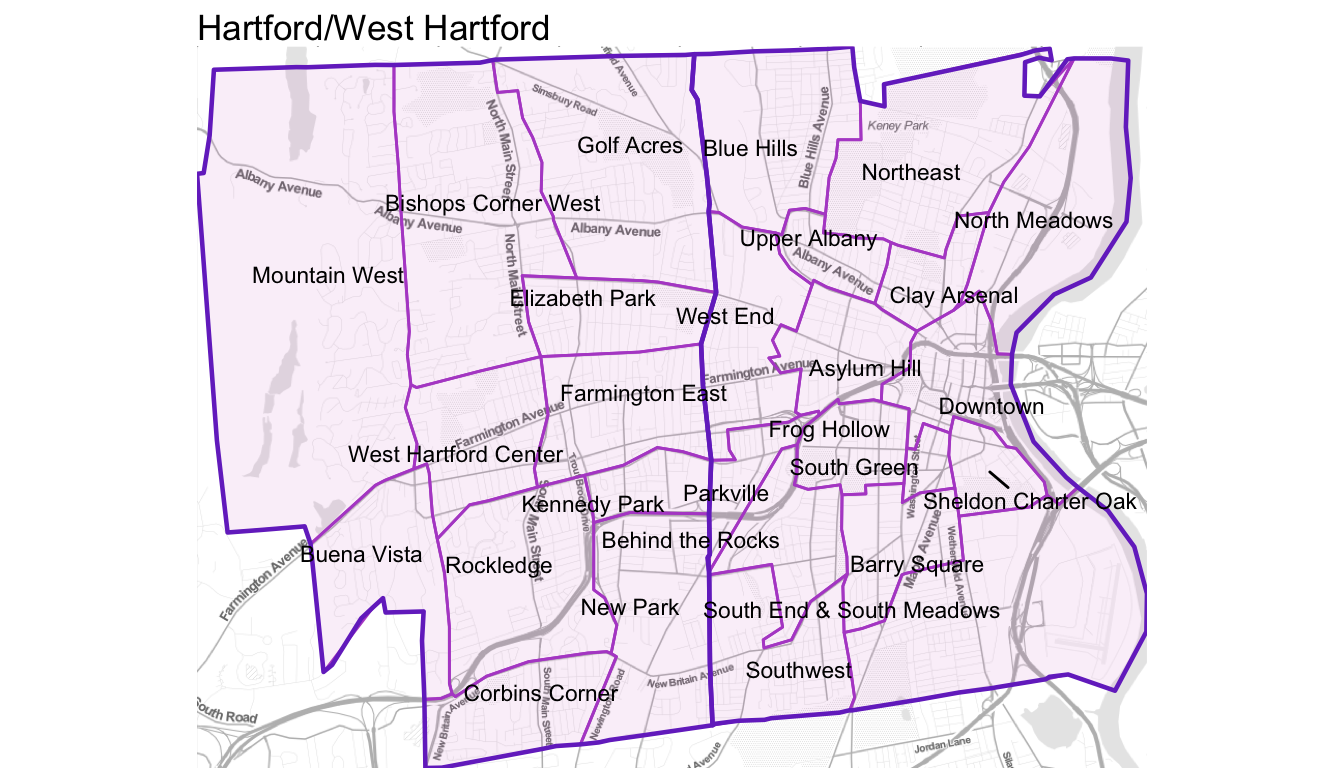 Hartford/West Hartford
Simsbury Road
Avenue
North Main Street
Blue Hills Avenue
Keney Park
Golf Acres
Blue Hills
Northeast
Albany Avenue
Bishops Corner West
Albany Avenue
Albany Avenue
North Meadows
Upper Albany
Albany Avenue
North Main Street
Mountain West
Elizabeth Park
Clay Arsenal
West End
Farmington Avenue
Asylum Hill
Farmington East
Downtown
Farmington Avenue
Frog Hollow
West Hartford Center
South Green
Washington Street
Trout Brook Drive
Parkville
Kennedy Park
South Main Street
Sheldon Charter Oak
Behind the Rocks
Buena Vista
Rockledge
Barry Square
Main Avenue
Wethersfield Avenue
Farmington Avenue
New Park
South End & South Meadows
Southwest
New Britain Avenue
Corbins Corner
South Main Street
Newington Road
New Britain Avenue
South Road
Jordan Lane
Avenue